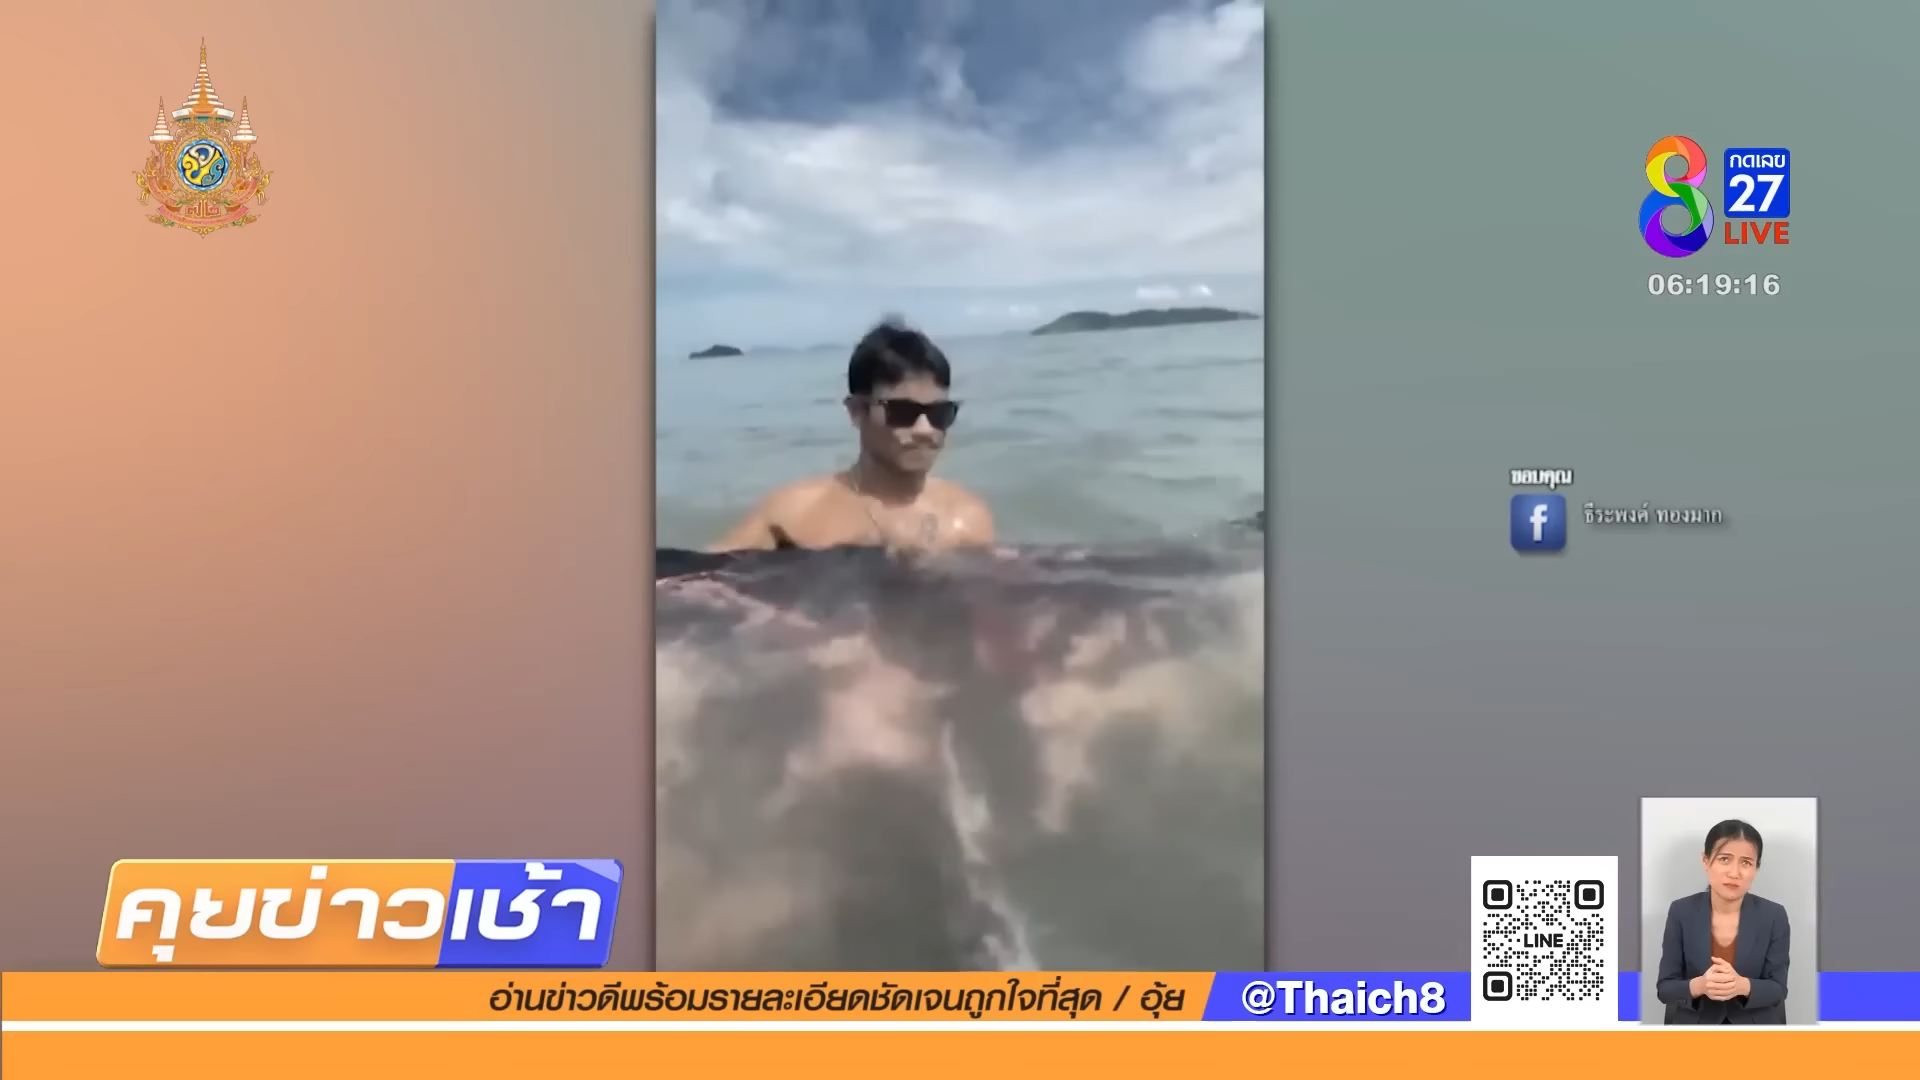 กดเลข
27
LIVE
06:19:16
ขอบคุณ
ธีระพงค์ ทองมาก
คุยข่าวเช้า
LINE
อ่านข่าวดีพร้อมรายละเอียดชัดเจนถูกใจที่สุด / อุ้ย
@Thaich8